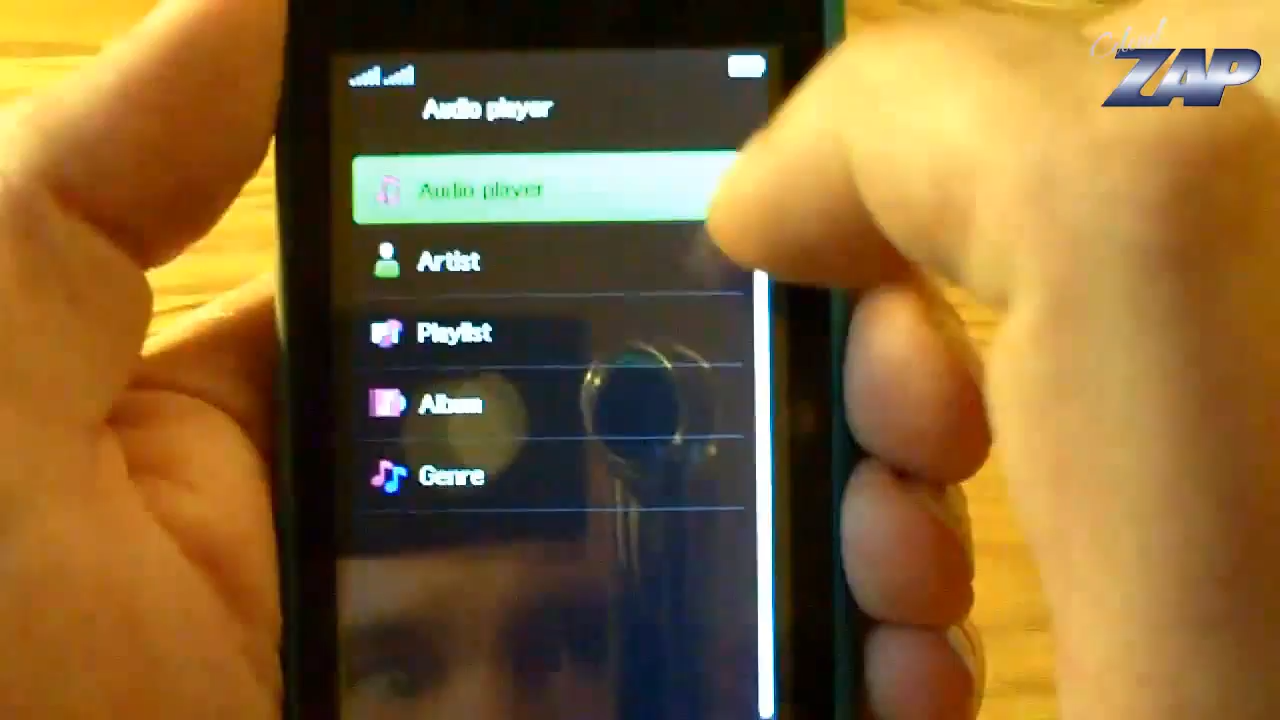 Audio player
Audio player
Artist
Playlist
Album
Genre
ZAP